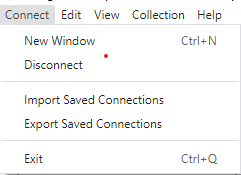 Connect Edit View Collection Help
New Window Ctrl+N
Disconnect
Import Saved Connections
Export Saved Connections
Exit Ctrl+Q